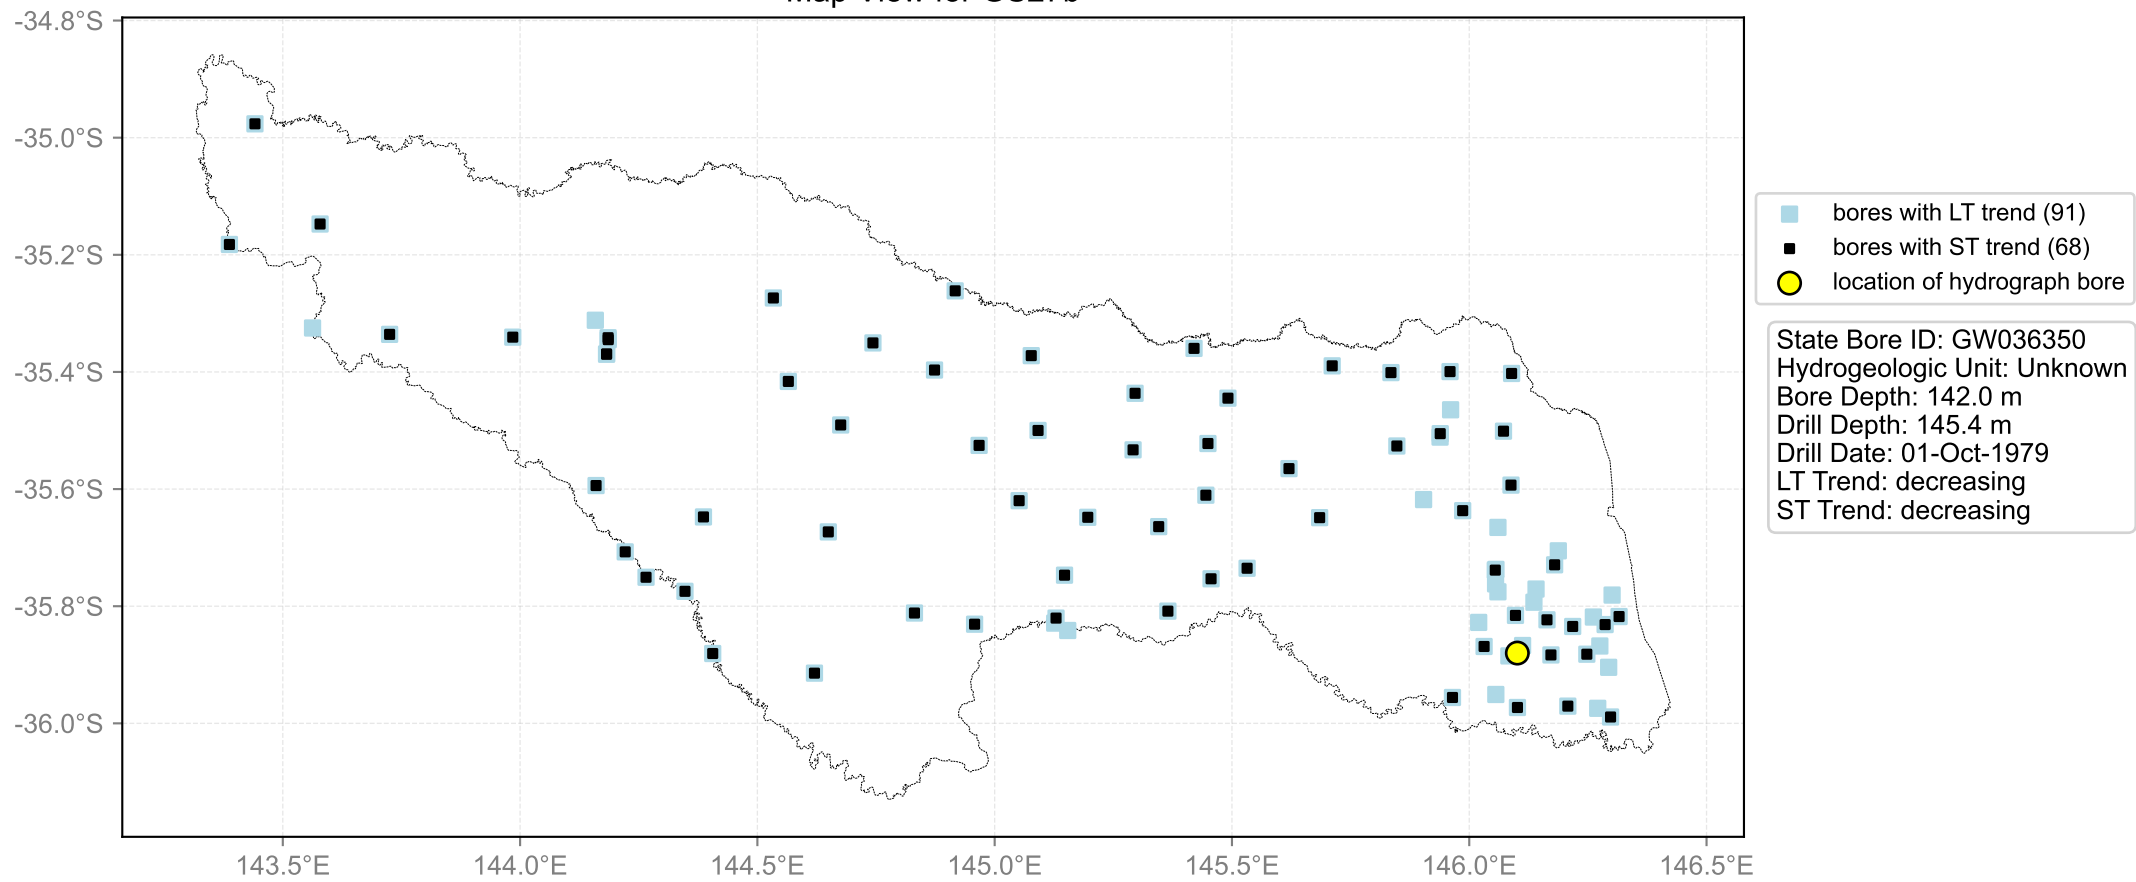 -34.8°S
-35.0°S
-35.2°S
-35.4°S
-35.6°S
-35.8°S
-36.0°S
143.5°E
144.0°E
144.5°E
145.0°E
145.5°E
146.0°E
146.5°E
bores with LT trend (91)
bores with ST trend (68)
location of hydrograph bore
State Bore ID: GW036350
Hydrogeologic Unit: Unknown
Bore Depth: 142.0 m
Drill Depth: 145.4 m
Drill Date: 01-Oct-1979
LT Trend: decreasing
ST Trend: decreasing